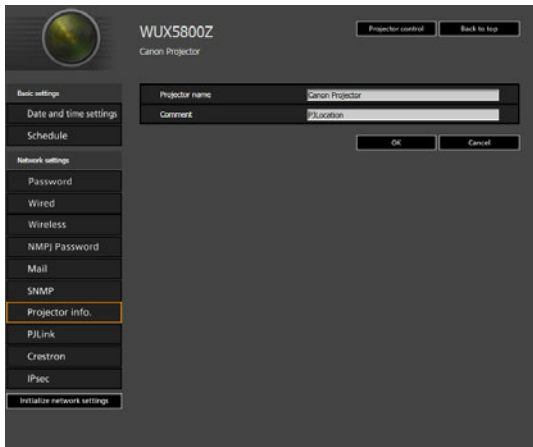 WUX5800Z
Canon Projector
Projector control
Back to top
Basic settings
Date and time settings
Schedule
Network settings
Password
Wired
Wireless
NMPJ Password
Mail
SNMP
Projector info.
PJLink
Crestron
IPsec
Initialize network settings
Projector name Canon Projector
Comment PJLocation
OK Cancel